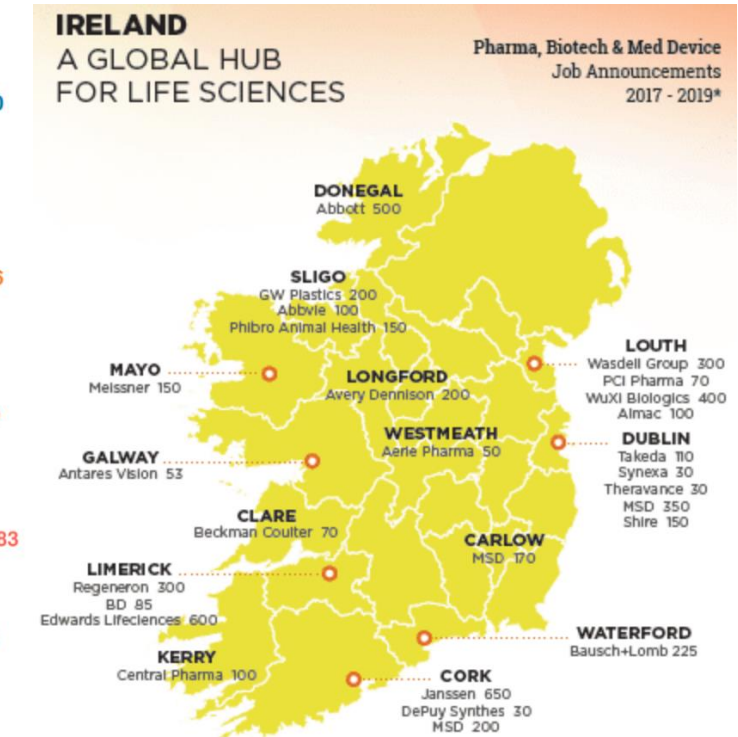 IRELAND
A GLOBAL HUB
FOR LIFE SCIENCES
Pharma, Biotech & Med Device
Job Announcements
2017 - 2019*
DONEGAL
Abbott 500
SLIGO
GW Plastics 200
Abbvie 100
Phibro Animal Health 150
MAYO
Meissner 150
LONGFORD
Avery Dennison 200
LOUTH
Wasdell Group 300
PCI Pharma 70
WuXi Biologics 400
Almac 100
WESTMEATH
Aerie Pharma 50
DUBLIN
Takeda 110
Synexa 30
Theravance 30
MSD 350
Shire 150
GALWAY
Antares Vision 53
CLARE
Beckman Coulter 70
CARLOW
MSD 170
83
LIMERICK
Regeneron 300
BD 85
Edwards Lifeciences 600
KERRY
Central Pharma 100
WATERFORD
Bausch+Lomb 225
CORK
Janssen 650
DePuy Synthes 30
MSD 200